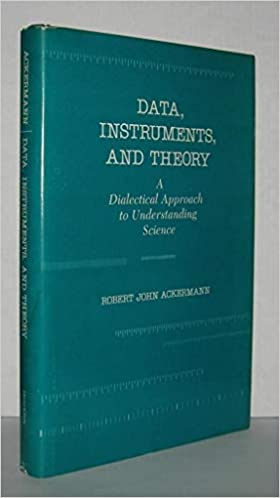 DATA,
INSTRUMENTS,
AND THEORY
A
Dialectical Approach
to Understanding
Science
ROBERT JOHN ACKERMANN
ACKERMANN | DATA, INSTRUMENTS, AND THEORY